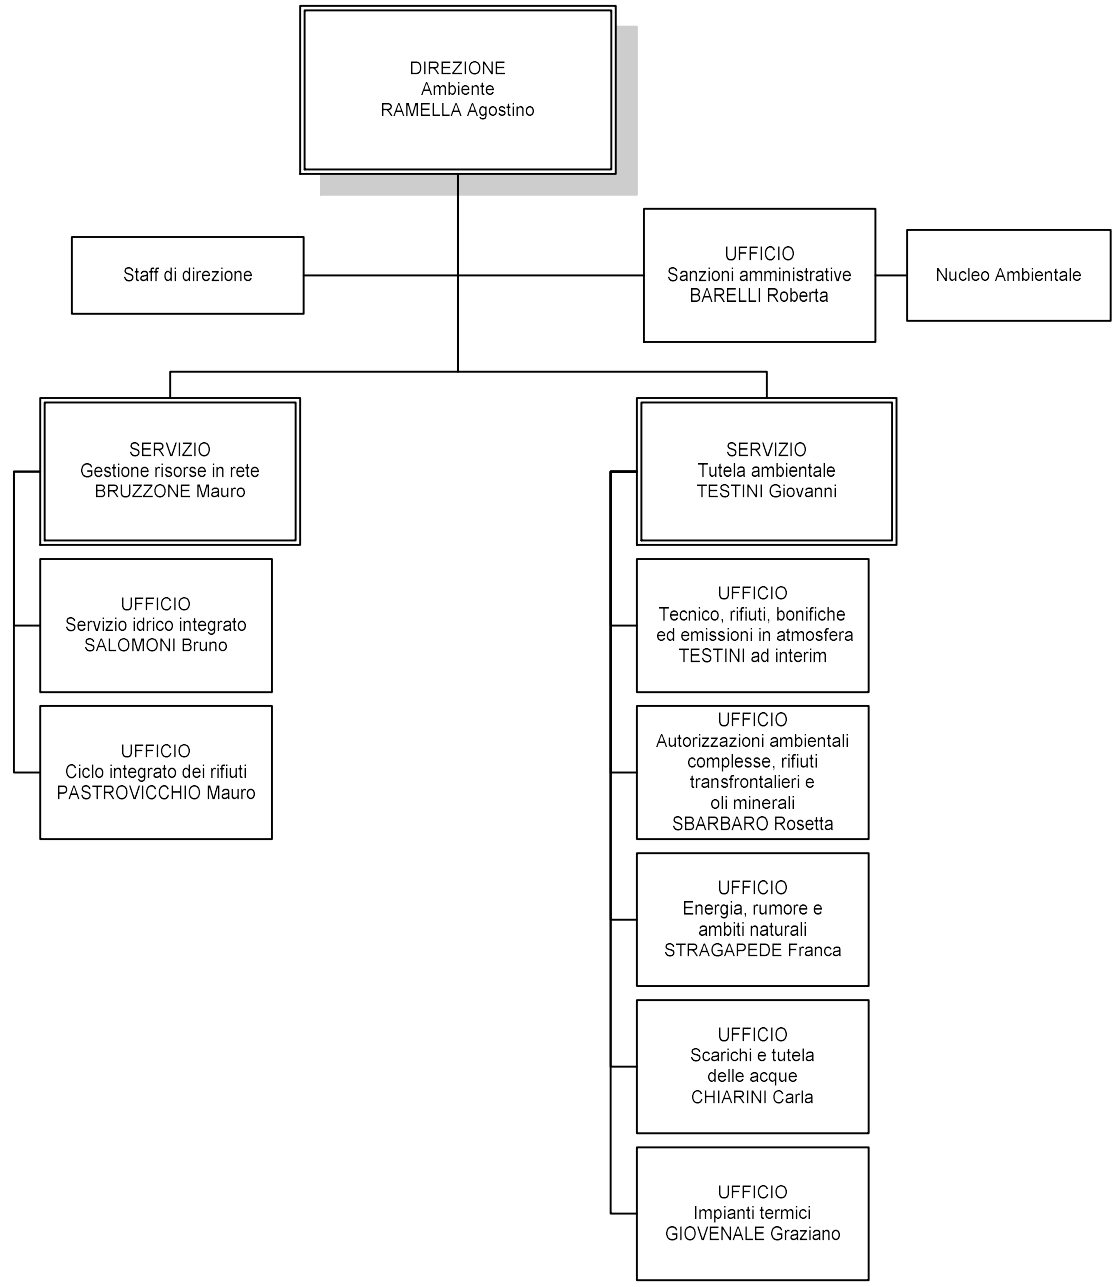 DIREZIONE
Ambiente
RAMELLA Agostino
Staff di direzione
UFFICIO
Sanzioni amministrative
BARELLI Roberta
Nucleo Ambientale
SERVIZIO
Gestione risorse in rete
BRUZZONE Mauro
UFFICIO
Servizio idrico integrato
SALOMONI Bruno
UFFICIO
Ciclo integrato dei rifiuti
PASTROVICCHIO Mauro
SERVIZIO
Tutela ambientale
TESTINI Giovanni
UFFICIO
Tecnico, rifiuti, bonifiche
ed emissioni in atmosfera
TESTINI ad interim
UFFICIO
Autorizzazioni ambientali
complesse, rifiuti
transfrontalieri e
oli minerali
SBARBARO Rosetta
UFFICIO
Energia, rumore e
ambiti naturali
STRAGAPEDE Franca
UFFICIO
Scarichi e tutela
delle acque
CHIARINI Carla
UFFICIO
Impianti termici
GIOVENALE Graziano